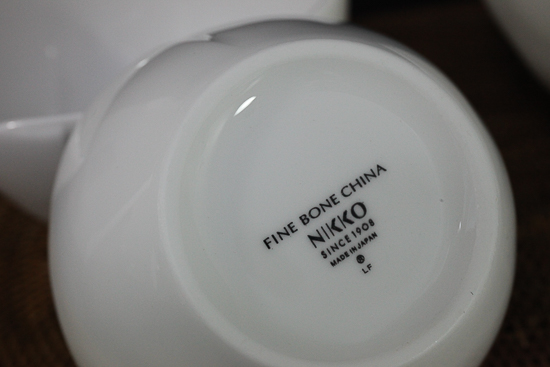 FINE BONE CHINA
NIKKO
SINCE 1908
MADE IN JAPAN
®
LF